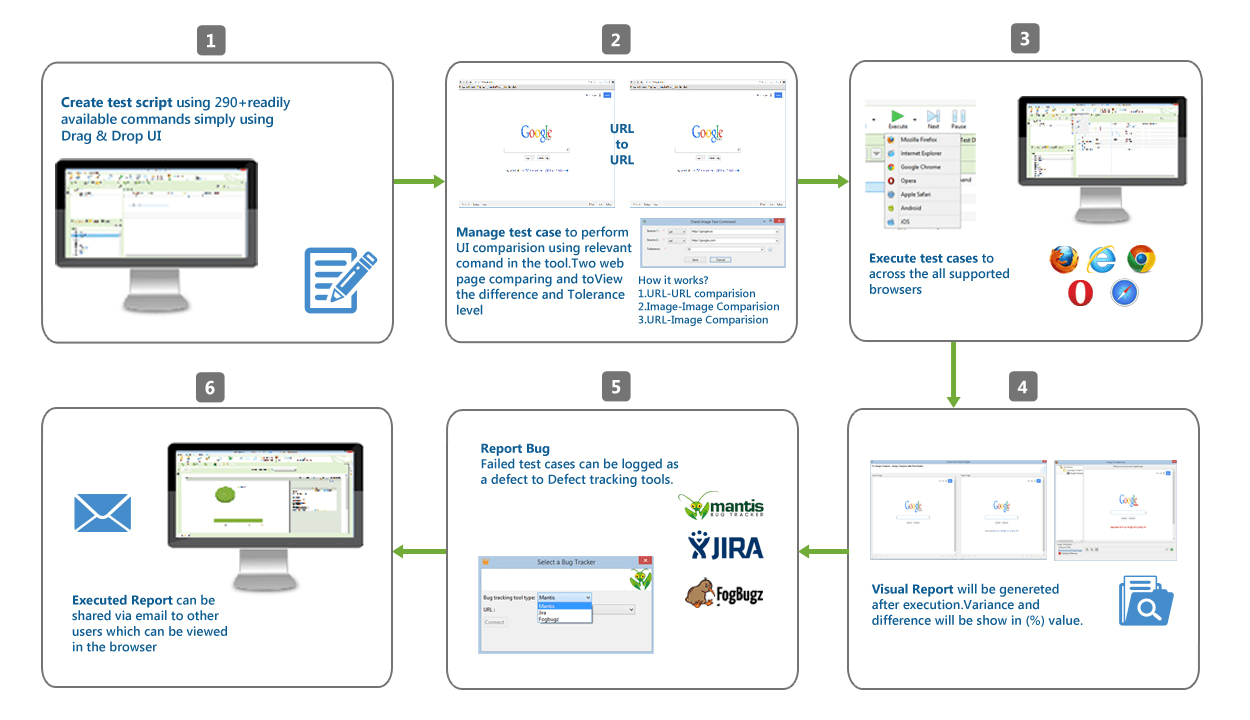 1
Create test script using 290+readily
available commands simply using
Drag & Drop UI
2
Google
URL
to
URL
Google
Manage test case to perform
UI comparision using relevant
comand in the tool.Two web
page comparing and toView
the difference and Tolerance
level
Check Image Test Command
How it works?
1.URL-URL comparision
2.Image-Image Comparision
3.URL-Image Comparision
3
Execute
Next
Pause
Mozilla Firefox
Internet Explorer
Google Chrome
Opera
Apple Safari
Android
iOS
Execute test cases to
across the all supported
browsers
4
Google
Google
Google
Visual Report will be genereted
after execution.Variance and
difference will be show in (%) value.
5
Report Bug
Failed test cases can be logged as
a defect to Defect tracking tools.
mantis
BUG TRACKER
JIRA
FogBugz
Select a Bug Tracker
Bug tracking tool type: Mantis
Mantis
Jira
Fogbugz
URL :
Connect
6
Executed Report can be
shared via email to other
users which can be viewed
in the browser